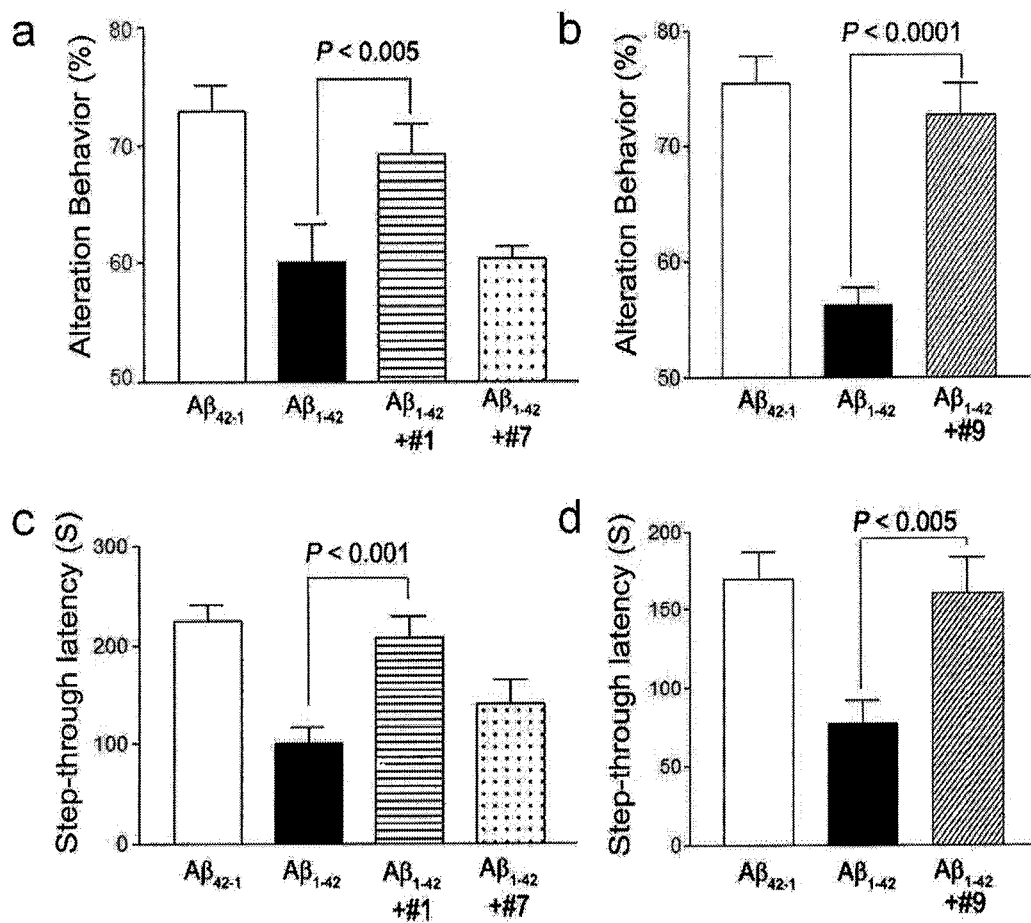 a
P < 0.005
Alteration Behavior (%)
80
70
60
50
Aβ42-1
Aβ1-42
Aβ1-42
+#1
Aβ1-42
+#7
b
P < 0.0001
Alteration Behavior (%)
80
70
60
50
Aβ42-1
Aβ1-42
Aβ1-42
+#9
c
P < 0.001
Step-through latency (S)
300
200
100
0
Aβ42-1
Aβ1-42
Aβ1-42
+#1
Aβ1-42
+#7
d
P < 0.005
Step-through latency (S)
200
150
100
50
0
Aβ42-1
Aβ1-42
Aβ1-42
+#9